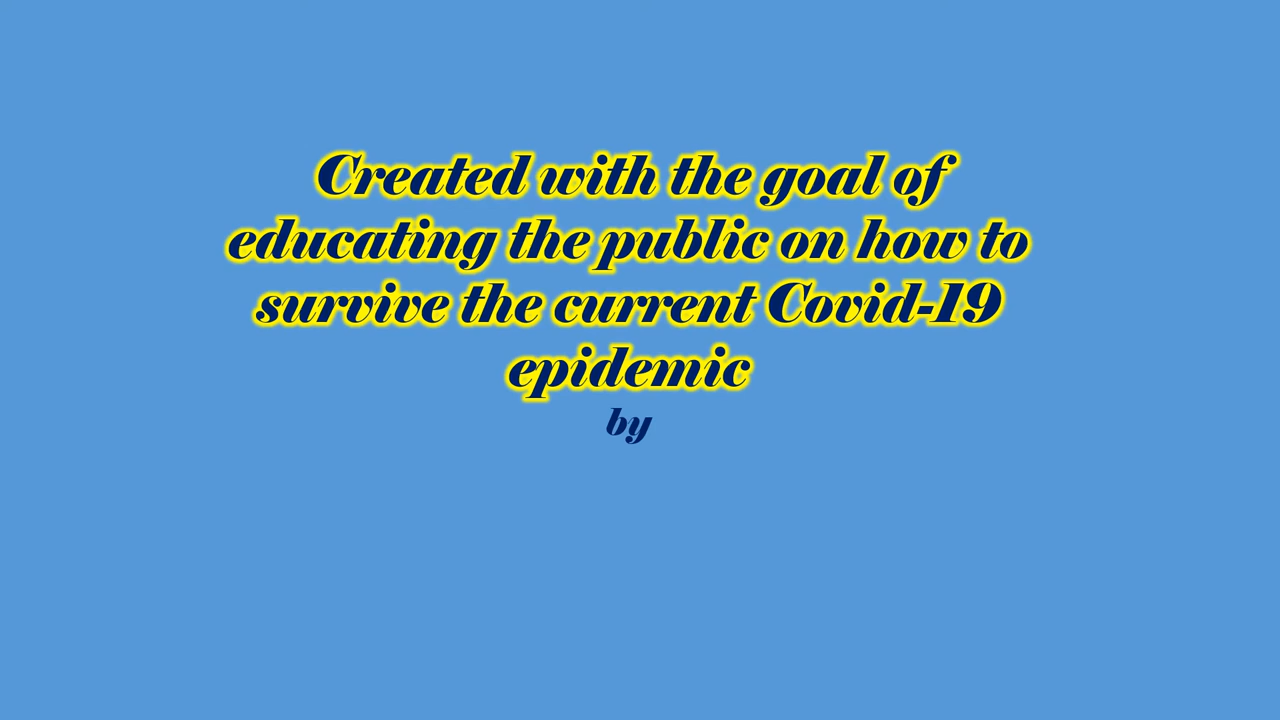 Created with the goal of
educating the public on how to
survive the current Covid-19
epidemic
by